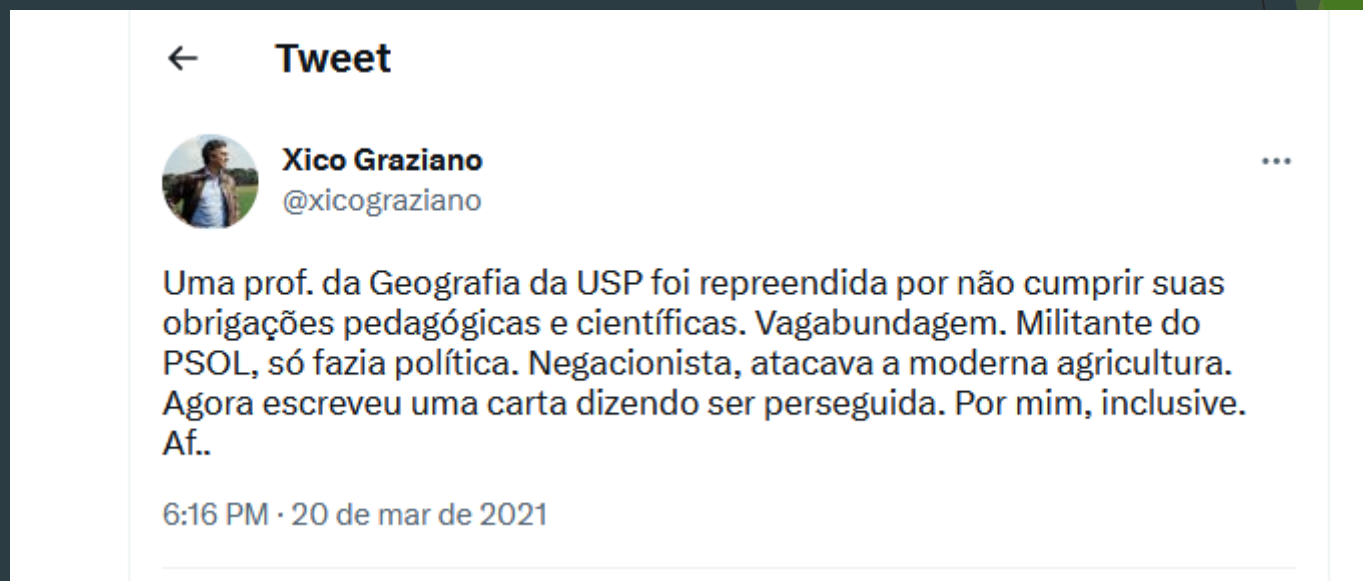 Tweet
Xico Graziano
@xicograziano
Uma prof. da Geografia da USP foi repreendida por não cumprir suas
obrigações pedagógicas e científicas. Vagabundagem. Militante do
PSOL, só fazia política. Negacionista, atacava a moderna agricultura.
Agora escreveu uma carta dizendo ser perseguida. Por mim, inclusive.
Af..
6:16 PM · 20 de mar de 2021